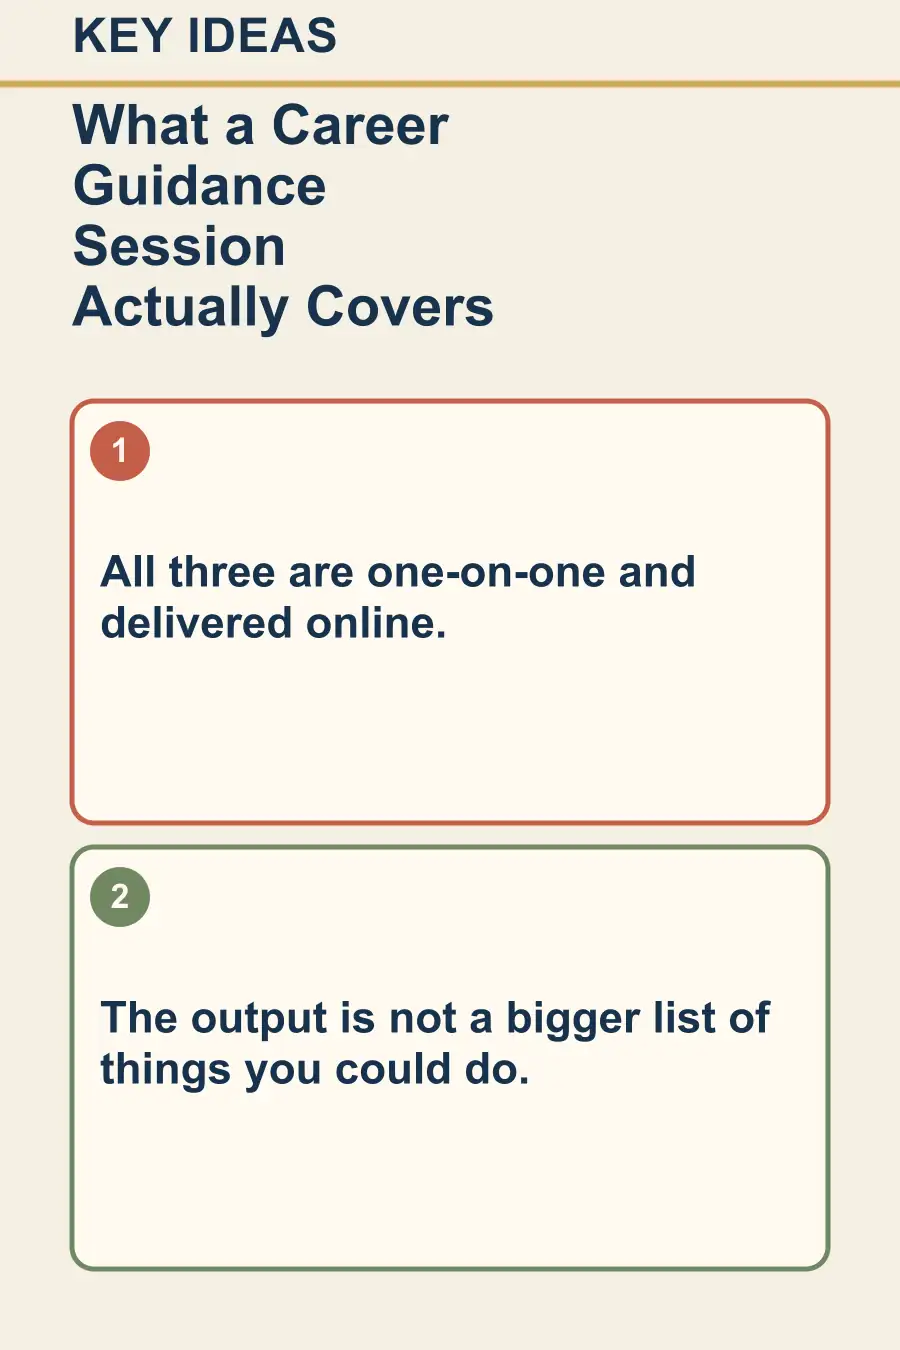 KEY IDEAS
What a Career
Guidance
Session
Actually Covers
1
All three are one-on-one and
delivered online.
2
The output is not a bigger list of
things you could do.